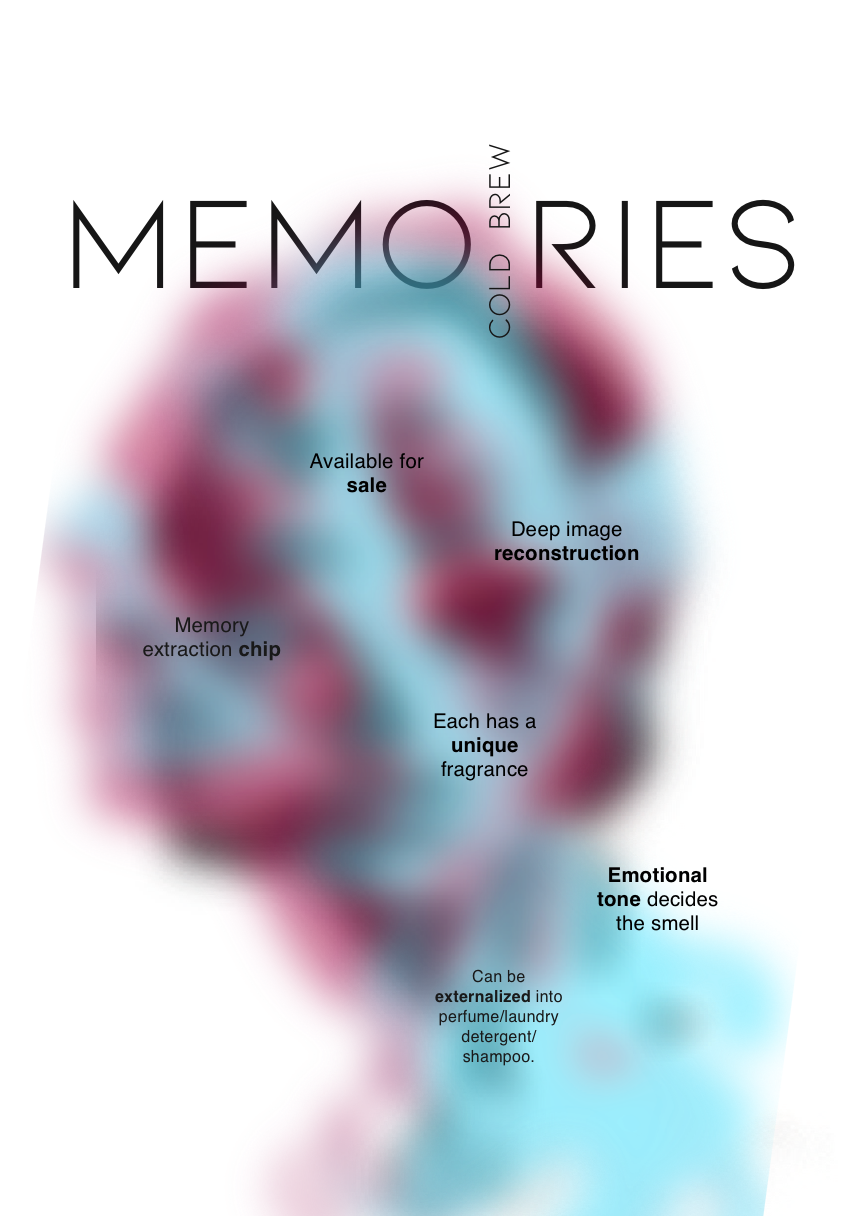 MEMORIES
COLD BREW
Available for
sale
Deep image
reconstruction
Memory
extraction chip
Each has a
unique
fragrance
Emotional
tone decides
the smell
Can be
externalized into
perfume/laundry
detergent/
shampoo.